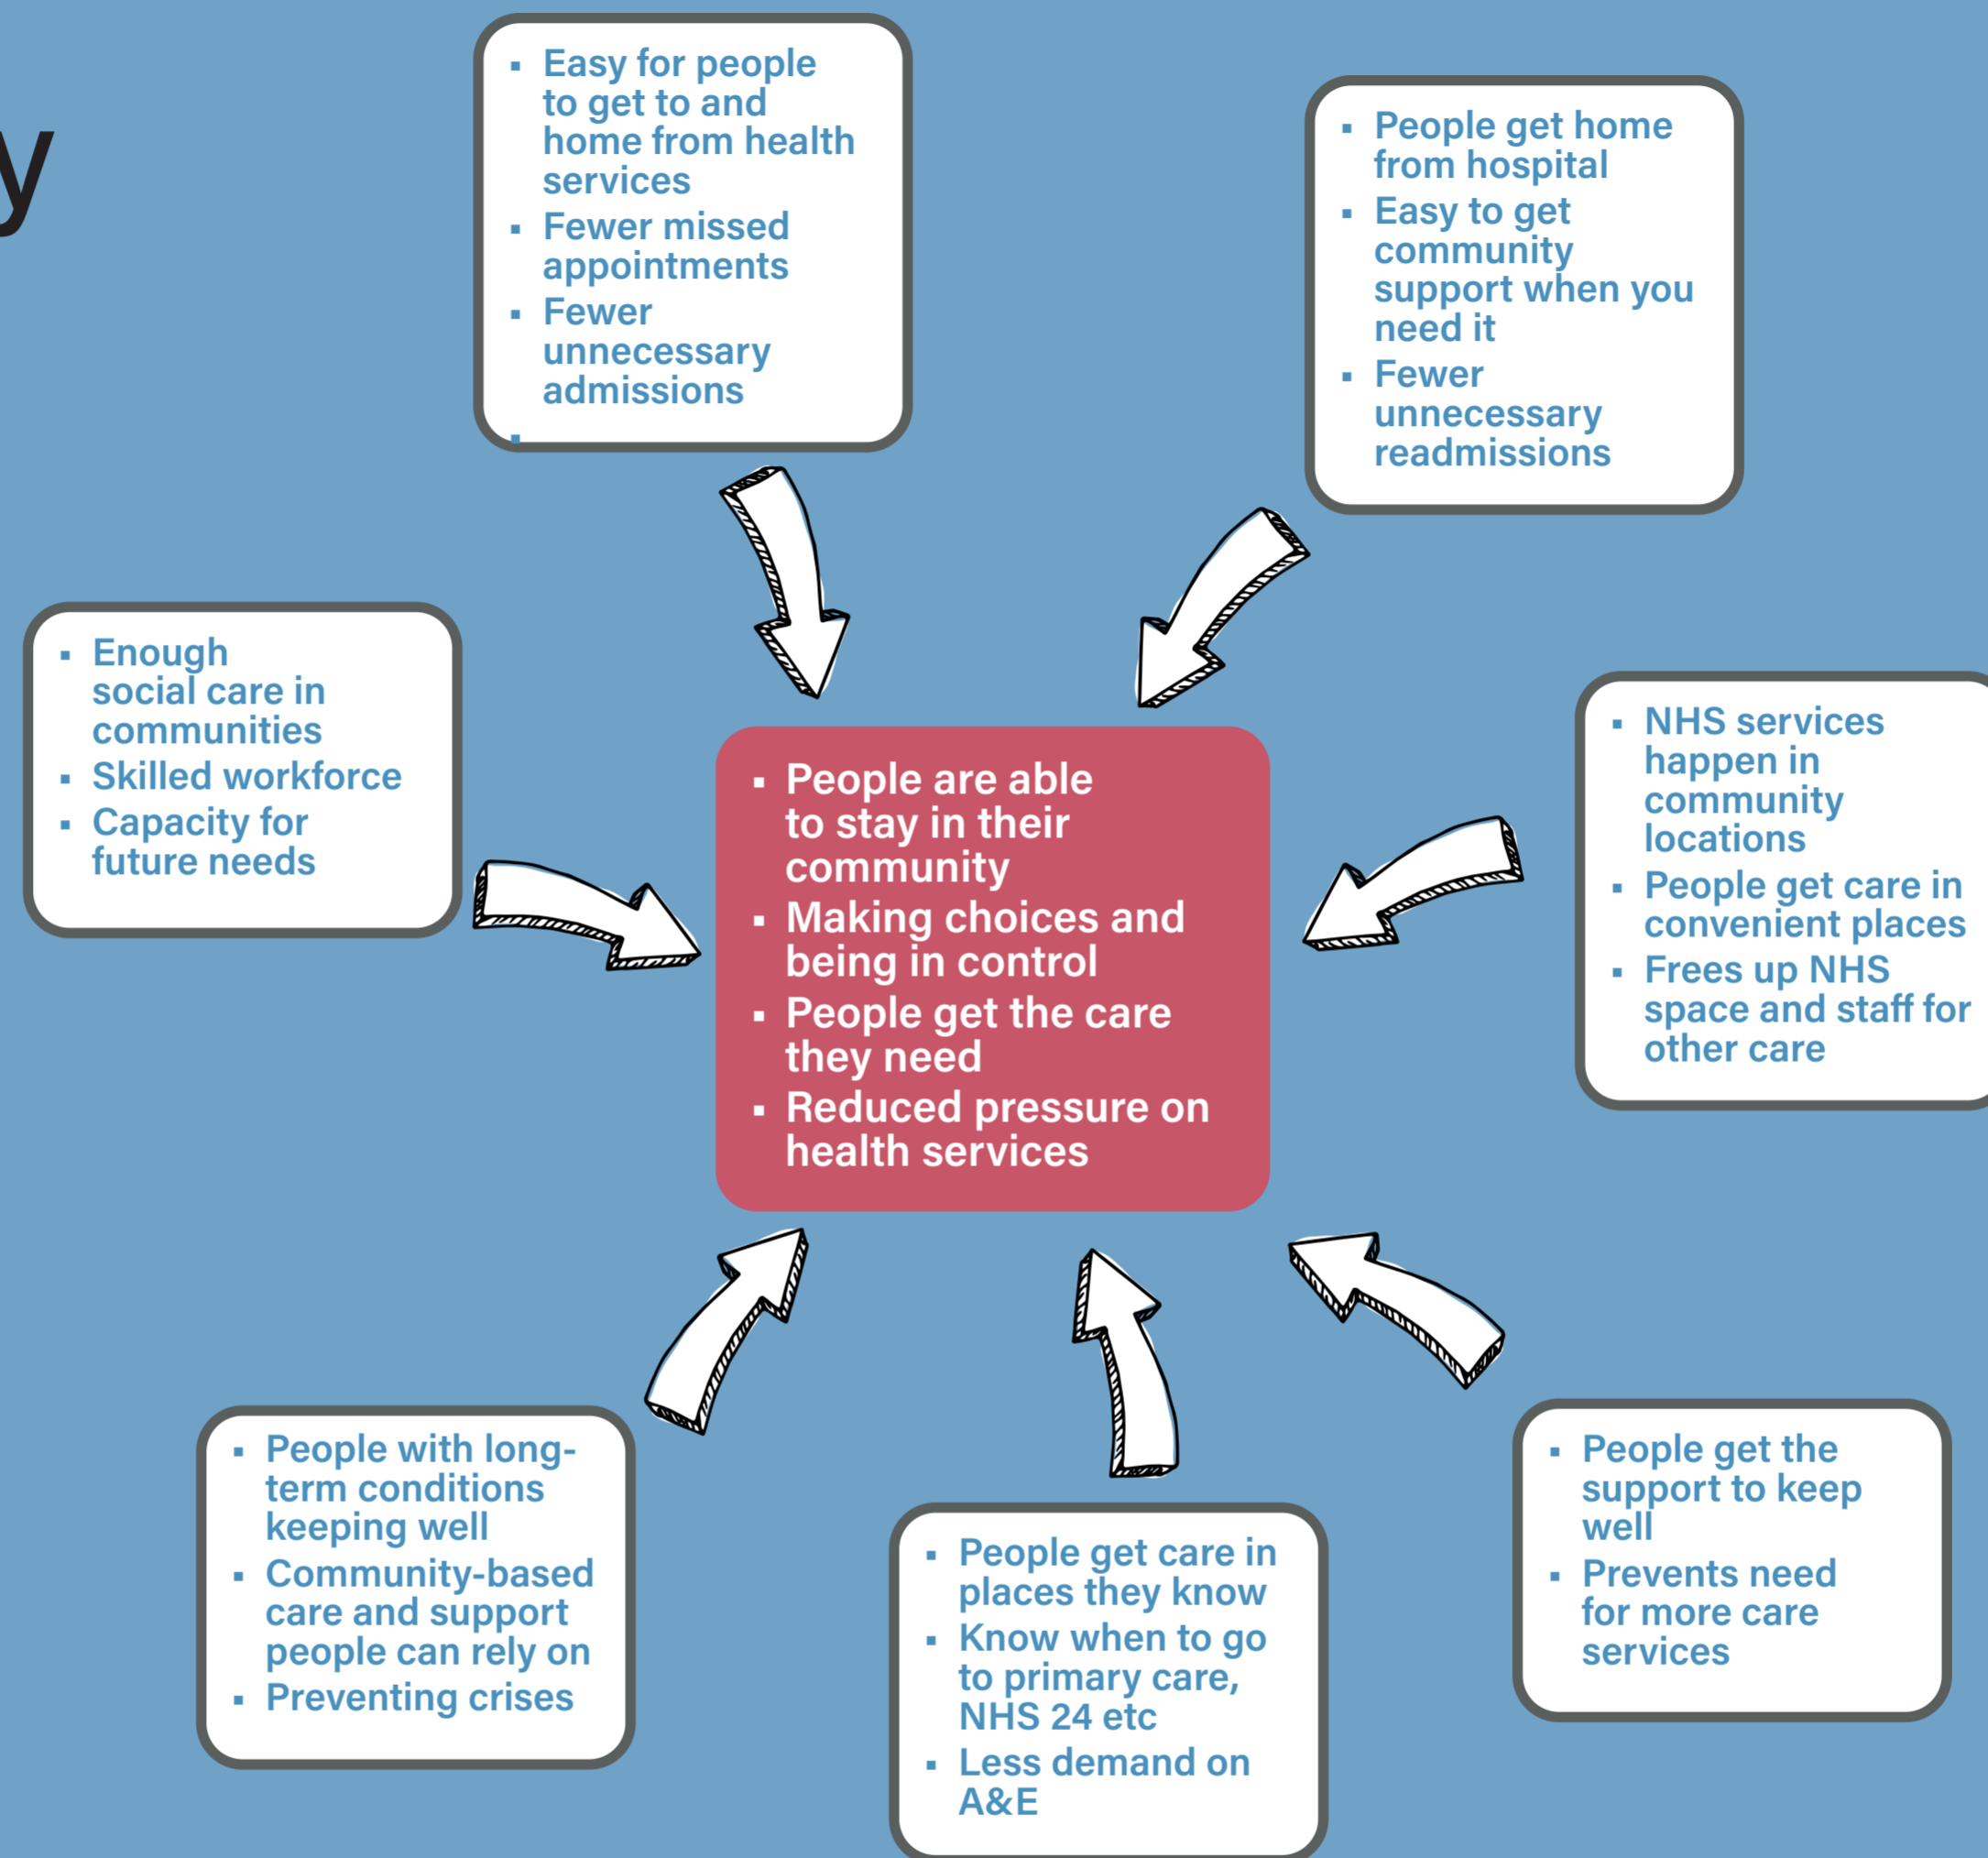 y
▪ Easy for people
to get to and
home from health
services
▪ Fewer missed
appointments
▪ Fewer
unnecessary
admissions
▪
▪ People get home
from hospital
▪ Easy to get
community
support when you
need it
▪ Fewer
unnecessary
readmissions
▪ Enough
social care in
communities
▪ Skilled workforce
▪ Capacity for
future needs
▪ People are able
to stay in their
community
▪ Making choices and
being in control
▪ People get the care
they need
▪ Reduced pressure on
health services
▪ NHS services
happen in
community
locations
▪ People get care in
convenient places
▪ Frees up NHS
space and staff for
other care
▪ People with long-
term conditions
keeping well
▪ Community-based
care and support
people can rely on
▪ Preventing crises
▪ People get care in
places they know
▪ Know when to go
to primary care,
NHS 24 etc
▪ Less demand on
A&E
▪ People get the
support to keep
well
▪ Prevents need
for more care
services